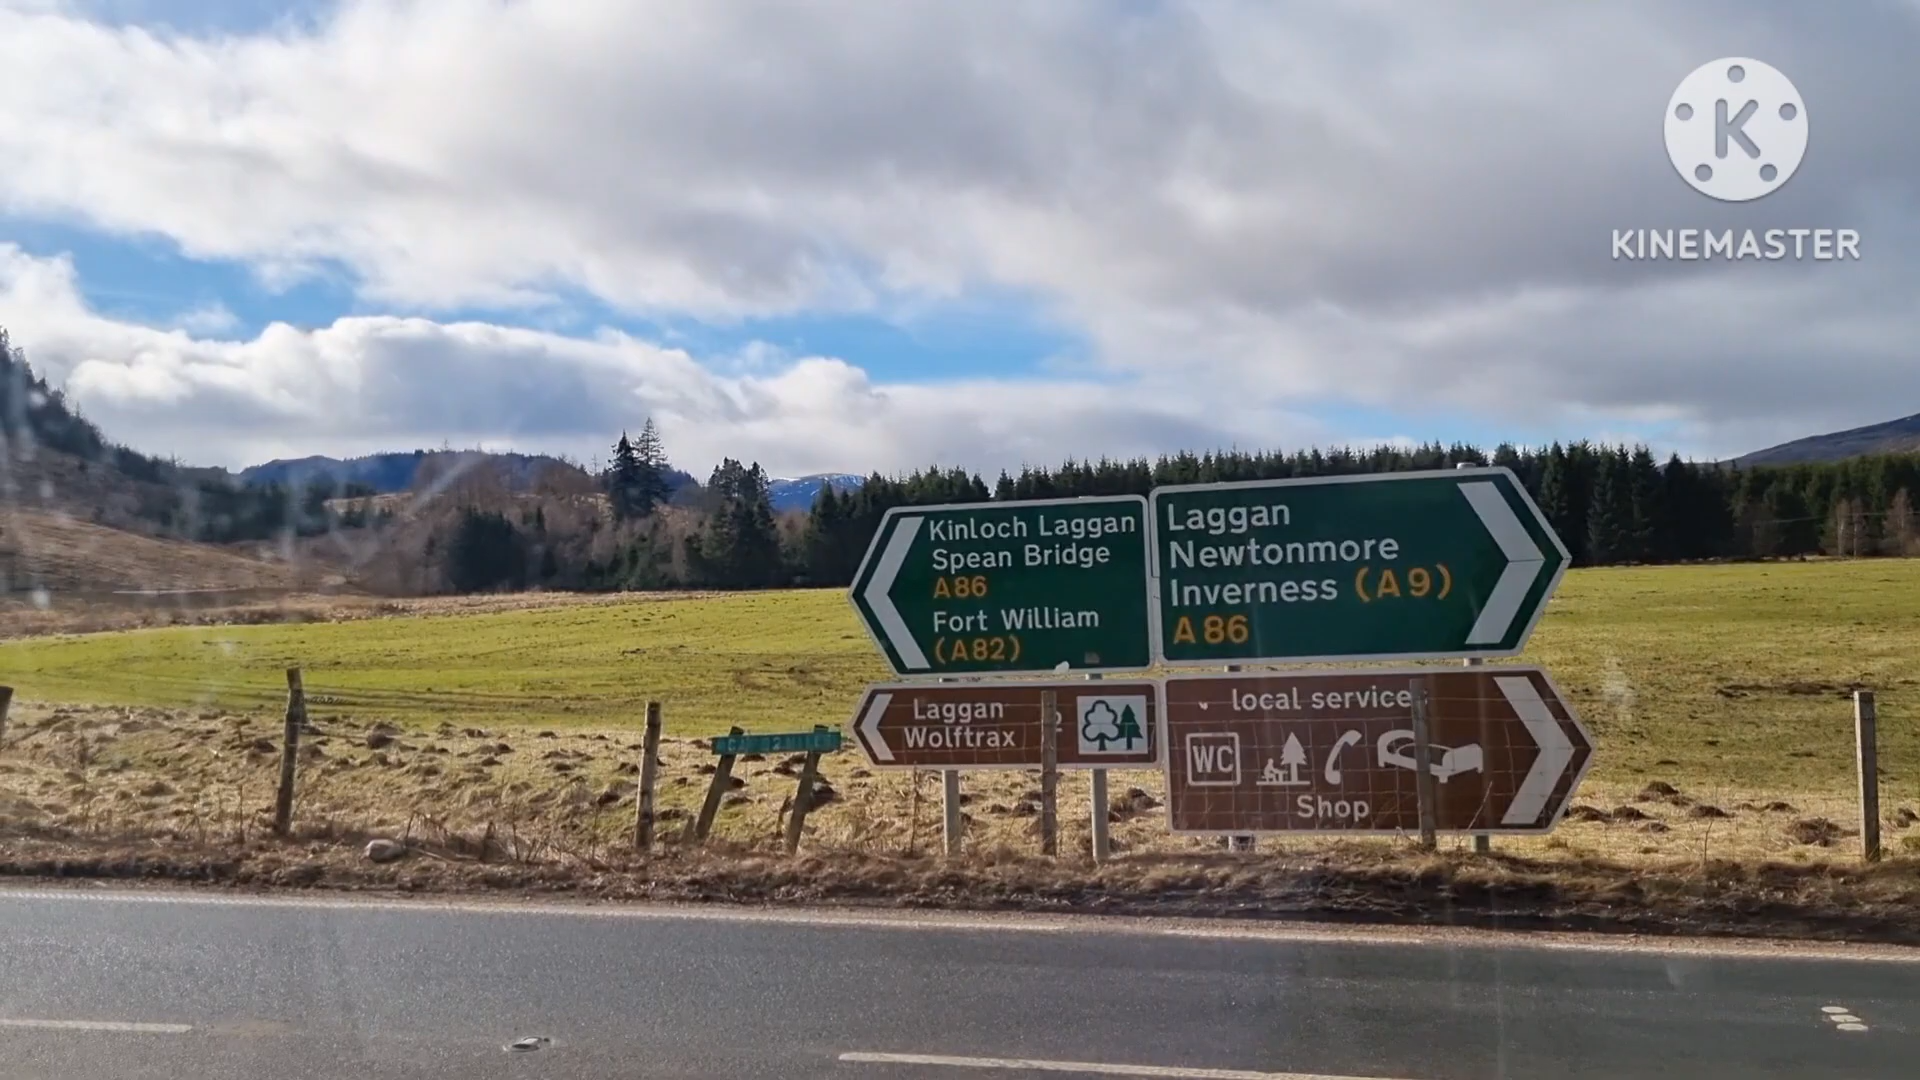 K
KINEMASTER
Kinloch Laggan
Spean Bridge
A86
Fort William
(A82)
Laggan
Newtonmore
Inverness (A9)
A86
Laggan
Wolftrax
local service
WC
Shop